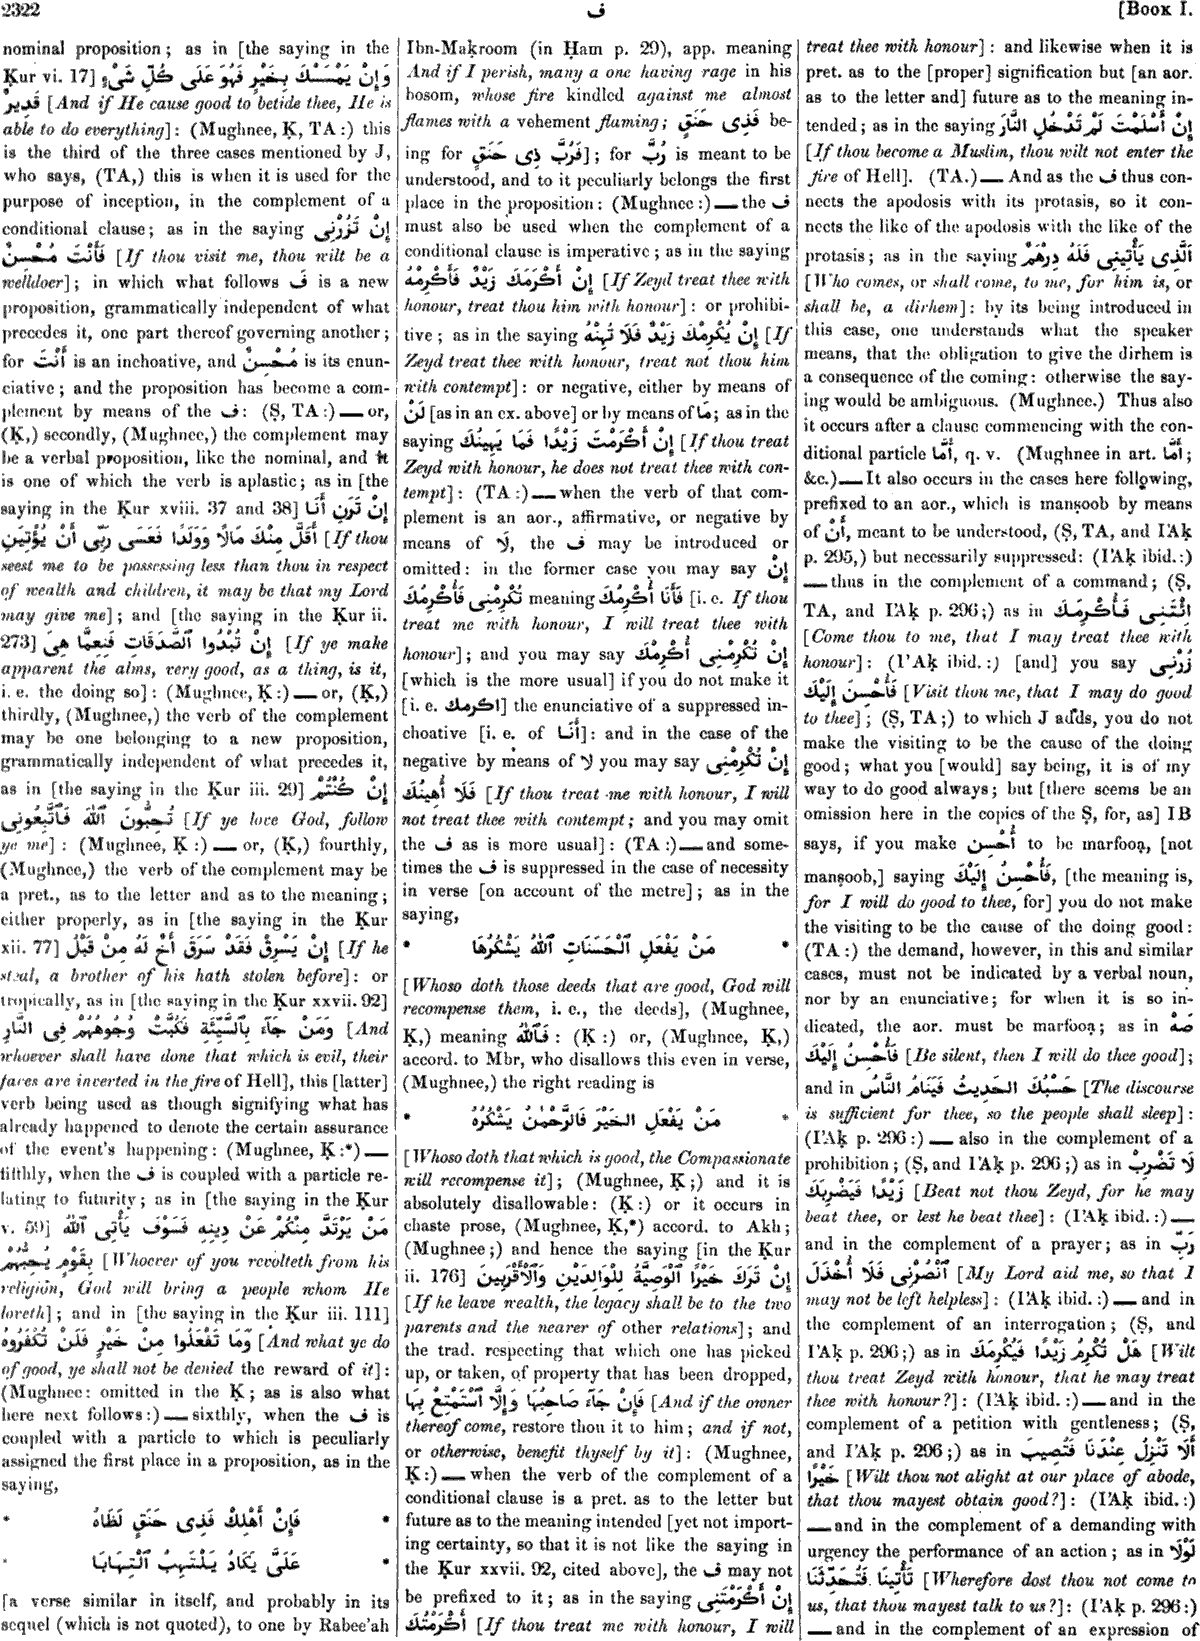 2322
ف
[BOOK I.
nominal proposition; as in [the saying in the
Ḳur vi. 17] وَإِنْ يَمْسَسْكَ بِخَيْرٍ فَهُوَ عَلَى كُلِّ شَىْءٍ
قَدِيرٌ [And if He cause good to betide thee, He is
able to do everything]: (Mughnee, Ḳ, TA:) this
is the third of the three cases mentioned by J,
who says, (TA,) this is when it is used for the
purpose of inception, in the complement of a
conditional clause; as in the saying إِنْ تَزُرْنِى
فَأَنْتَ مُحْسِنٌ [If thou visit me, thou wilt be a
welldoer]; in which what follows ف is a new
proposition, grammatically independent of what
precedes it, one part thereof governing another;
for أَنْتَ is an inchoative, and مُحْسِنٌ is its enun-
ciative; and the proposition has become a com-
plement by means of the ف: (Ṣ, TA:) — or,
(Ḳ,) secondly, (Mughnee,) the complement may
be a verbal proposition, like the nominal, and it
is one of which the verb is aplastic; as in [the
saying in the Ḳur xviii. 37 and 38] إِنْ تَرَنِ أَنَا
أَقَلَّ مِنْكَ مَالًا وَوَلَدًا فَعَسَى رَبِّى أَنْ يُؤْتِيَنِ [If thou
seest me to be possessing less than thou in respect
of wealth and children, it may be that my Lord
may give me]; and [the saying in the Ḳur ii.
273] إِنْ تُبْدُوا ٱلصَّدَقَاتِ فَنِعِمَّا هِىَ [If ye make
apparent the alms, very good, as a thing, is it,
i. e. the doing so]: (Mughnee, Ḳ:) — or, (Ḳ,)
thirdly, (Mughnee,) the verb of the complement
may be one belonging to a new proposition,
grammatically independent of what precedes it,
as in [the saying in the Ḳur iii. 29] إِنْ كُنْتُمْ
تُحِبُّونَ ٱللّٰهَ فَٱتَّبِعُونِى [If ye love God, follow
ye me]: (Mughnee, Ḳ:) — or, (Ḳ,) fourthly,
(Mughnee,) the verb of the complement may be
a pret., as to the letter and as to the meaning;
either properly, as in [the saying in the Ḳur
xii. 77] إِنْ يَسْرِقْ فَقَدْ سَرَقَ أَخٌ لَهُ مِنْ قَبْلُ [If he
steal, a brother of his hath stolen before]: or
tropically, as in [the saying in the Ḳur xxvii. 92]
وَمَنْ جَآءَ بِٱلسَّيِّئَةِ فَكُبَّتْ وُجُوهُهُمْ فِى النَّارِ [And
whoever shall have done that which is evil, their
faces are inverted in the fire of Hell], this [latter]
verb being used as though signifying what has
already happened to denote the certain assurance
of the event's happening: (Mughnee, Ḳ:*) —
fifthly, when the ف is coupled with a particle re-
lating to futurity; as in [the saying in the Ḳur
v. 59] مَنْ يَرْتَدَّ مِنْكُمْ عَنْ دِينِهِ فَسَوْفَ يَأْتِى ٱللّٰهُ
بِقَوْمٍ يُحِبُّهُمْ [Whoever of you revolteth from his
religion, God will bring a people whom He
loveth]; and in [the saying in the Ḳur iii. 111]
وَمَا تَفْعَلُوا مِنْ خَيْرٍ فَلَنْ تُكْفَرُوهُ [And what ye do
of good, ye shall not be denied the reward of it]:
(Mughnee: omitted in the Ḳ; as is also what
here next follows:) — sixthly, when the ف is
coupled with a particle to which is peculiarly
assigned the first place in a proposition, as in the
saying,
* فَإِنْ أَهْلِكْ فَذِى حَنَقٍ لَظَاهُ *
* عَلَىَّ يَكَادُ يَلْتَهِبُ ٱلْتِهَابَا *
[a verse similar in itself, and probably in its
sequel (which is not quoted), to one by Rabee'ah
Ibn-Maḳroom (in Ḥam p. 29), app. meaning
And if I perish, many a one having rage in his
bosom, whose fire kindled against me almost
flames with a vehement flaming; فَذِى حَنَقٍ be-
ing for فَرُبَّ ذِى حَنَقٍ]; for رُبَّ is meant to be
understood, and to it peculiarly belongs the first
place in the proposition: (Mughnee:) — the ف
must also be used when the complement of a
conditional clause is imperative; as in the saying
إِنْ أَكْرَمَكَ زَيْدٌ فَأَكْرِمْهُ [If Zeyd treat thee with
honour, treat thou him with honour]: or prohibi-
tive; as in the saying إِنْ يُكْرِمْكَ زَيْدٌ فَلَا تُهِنْهُ [If
Zeyd treat thee with honour, treat not thou him
with contempt]: or negative, either by means of
لَنْ [as in an ex. above] or by means of مَا; as in the
saying إِنْ أَكْرَمْتَ زَيْدًا فَمَا يُهِينُكَ [If thou treat
Zeyd with honour, he does not treat thee with con-
tempt]: (TA:) — when the verb of that com-
plement is an aor., affirmative, or negative by
means of لَا, the ف may be introduced or
omitted: in the former case you may say إِنْ
تُكْرِمْنِى فَأُكْرِمُكَ meaning فَأَنَا أُكْرِمُكَ [i. e. If thou
treat me with honour, I will treat thee with
honour]; and you may say إِنْ تُكْرِمْنِى أُكْرِمْكَ
[which is the more usual] if you do not make it
[i. e. اكرمك] the enunciative of a suppressed in-
choative [i. e. of أَنَا]: and in the case of the
negative by means of لا you may say إِنْ تُكْرِمْنِى
فَلَا أُهِينُكَ [If thou treat me with honour, I will
not treat thee with contempt; and you may omit
the ف as is more usual]: (TA:) — and some-
times the ف is suppressed in the case of necessity
in verse [on account of the metre]; as in the
saying,
* مَنْ يَفْعَلِ ٱلْحَسَنَاتِ ٱللّٰهُ يَشْكُرُهَا *
[Whoso doth those deeds that are good, God will
recompense them, i. e., the deeds], (Mughnee,
Ḳ,) meaning فَٱللّٰهُ: (Ḳ:) or, (Mughnee, Ḳ,)
accord. to Mbr, who disallows this even in verse,
(Mughnee,) the right reading is
* مَنْ يَفْعَلِ الخَيْرَ فَالرَّحْمٰنُ يَشْكُرُهُ *
[Whoso doth that which is good, the Compassionate
will recompense it]; (Mughnee, Ḳ;) and it is
absolutely disallowable: (Ḳ:) or it occurs in
chaste prose, (Mughnee, Ḳ,*) accord. to Akh;
(Mughnee;) and hence the saying [in the Ḳur
ii. 176] إِنْ تَرَكَ خَيْرًا ٱلْوَصِيَّةُ لِلْوَالِدَيْنِ وَٱلْأَقْرَبِينَ
[If he leave wealth, the legacy shall be to the two
parents and the nearer of other relations]; and
the trad. respecting that which one has picked
up, or taken, of property that has been dropped,
فَإِنْ جَآءَ صَاحِبُهَا وَإِلَّا ٱسْتَمْتِعْ بِهَا [And if the owner
thereof come, restore thou it to him; and if not,
or otherwise, benefit thyself by it]: (Mughnee,
Ḳ:) — when the verb of the complement of a
conditional clause is a pret. as to the letter but
future as to the meaning intended [yet not import-
ing certainty, so that it is not like the saying in
the Ḳur xxvii. 92, cited above], the ف may not
be prefixed to it; as in the saying إِنْ أَكْرَمْتَنِى
أَكْرَمْتُكَ [If thou treat me with honour, I will
treat thee with honour]: and likewise when it is
pret. as to the [proper] signification but [an aor.
as to the letter and] future as to the meaning in-
tended; as in the saying إِنْ أَسْلَمْتَ لَمْ تَدْخُلِ النَّارَ
[If thou become a Muslim, thou wilt not enter the
fire of Hell]. (TA.) — And as the ف thus con-
nects the apodosis with its protasis, so it con-
nects the like of the apodosis with the like of the
protasis; as in the saying ٱلَّذِى يَأْتِينِى فَلَهُ دِرْهَمٌ
[Who comes, or shall come, to me, for him is, or
shall be, a dirhem]: by its being introduced in
this case, one understands what the speaker
means, that the obligation to give the dirhem is
a consequence of the coming: otherwise the say-
ing would be ambiguous. (Mughnee.) Thus also
it occurs after a clause commencing with the con-
ditional particle أَمَّا, q. v. (Mughnee in art. أَمَّا;
&c.) — It also occurs in the cases here following,
prefixed to an aor., which is manṣoob by means
of أَنْ, meant to be understood, (Ṣ, TA, and I'Aḳ
p. 295,) but necessarily suppressed: (I'Aḳ ibid.:)
— thus in the complement of a command; (Ṣ,
TA, and I'Aḳ p. 296;) as in ائْتِنِى فَأُكْرِمَكَ
[Come thou to me, that I may treat thee with
honour]: (I'Aḳ ibid.:) [and] you say زُرْنِى
فَأُحْسِنَ إِلَيْكَ [Visit thou me, that I may do good
to thee]; (Ṣ, TA;) to which J adds, you do not
make the visiting to be the cause of the doing
good; what you [would] say being, it is of my
way to do good always; but [there seems be an
omission here in the copies of the Ṣ, for, as] IB
says, if you make أُحْسِن to be marfooạ, [not
manṣoob,] saying فَأُحْسِنُ إِلَيْكَ, [the meaning is,
for I will do good to thee, for] you do not make
the visiting to be the cause of the doing good:
(TA:) the demand, however, in this and similar
cases, must not be indicated by a verbal noun,
nor by an enunciative; for when it is so in-
dicated, the aor. must be marfooạ; as in صَهْ
فَأُحْسِنُ إِلَيْكَ [Be silent, then I will do thee good];
and in حَسْبُكَ الحَدِيثُ فَيَنَامُ النَّاسُ [The discourse
is sufficient for thee, so the people shall sleep]:
(I'Aḳ p. 296:) — also in the complement of a
prohibition; (Ṣ, and I'Aḳ p. 296;) as in لَا تَضْرِبْ
زَيْدًا فَيَضْرِبَكَ [Beat not thou Zeyd, for he may
beat thee, or lest he beat thee]: (I'Aḳ ibid.:) —
and in the complement of a prayer; as in رَبِّ
ٱنْصُرْنِى فَلَا أُخْذَلَ [My Lord aid me, so that I
may not be left helpless]: (I'Aḳ ibid.:) — and in
the complement of an interrogation; (Ṣ, and
I'Aḳ p. 296;) as in هَلْ تُكْرِمُ زَيْدًا فَيُكْرِمَكَ [Wilt
thou treat Zeyd with honour, that he may treat
thee with honour?]: (I'Aḳ ibid.:) — and in the
complement of a petition with gentleness; (Ṣ,
and I'Aḳ p. 296;) as in أَلَا تَنْزِلُ عِنْدَنَا فَتُصِيبَ
خَيْرًا [Wilt thou not alight at our place of abode,
that thou mayest obtain good?]: (I'Aḳ ibid.:)
— and in the complement of a demanding with
urgency the performance of an action; as in لَوْلَا
تَأْتِينَا فَتُحَدِّثَنَا [Wherefore dost thou not come to
us, that thou mayest talk to us?]: (I'Aḳ p. 296:)
— and in the complement of an expression of